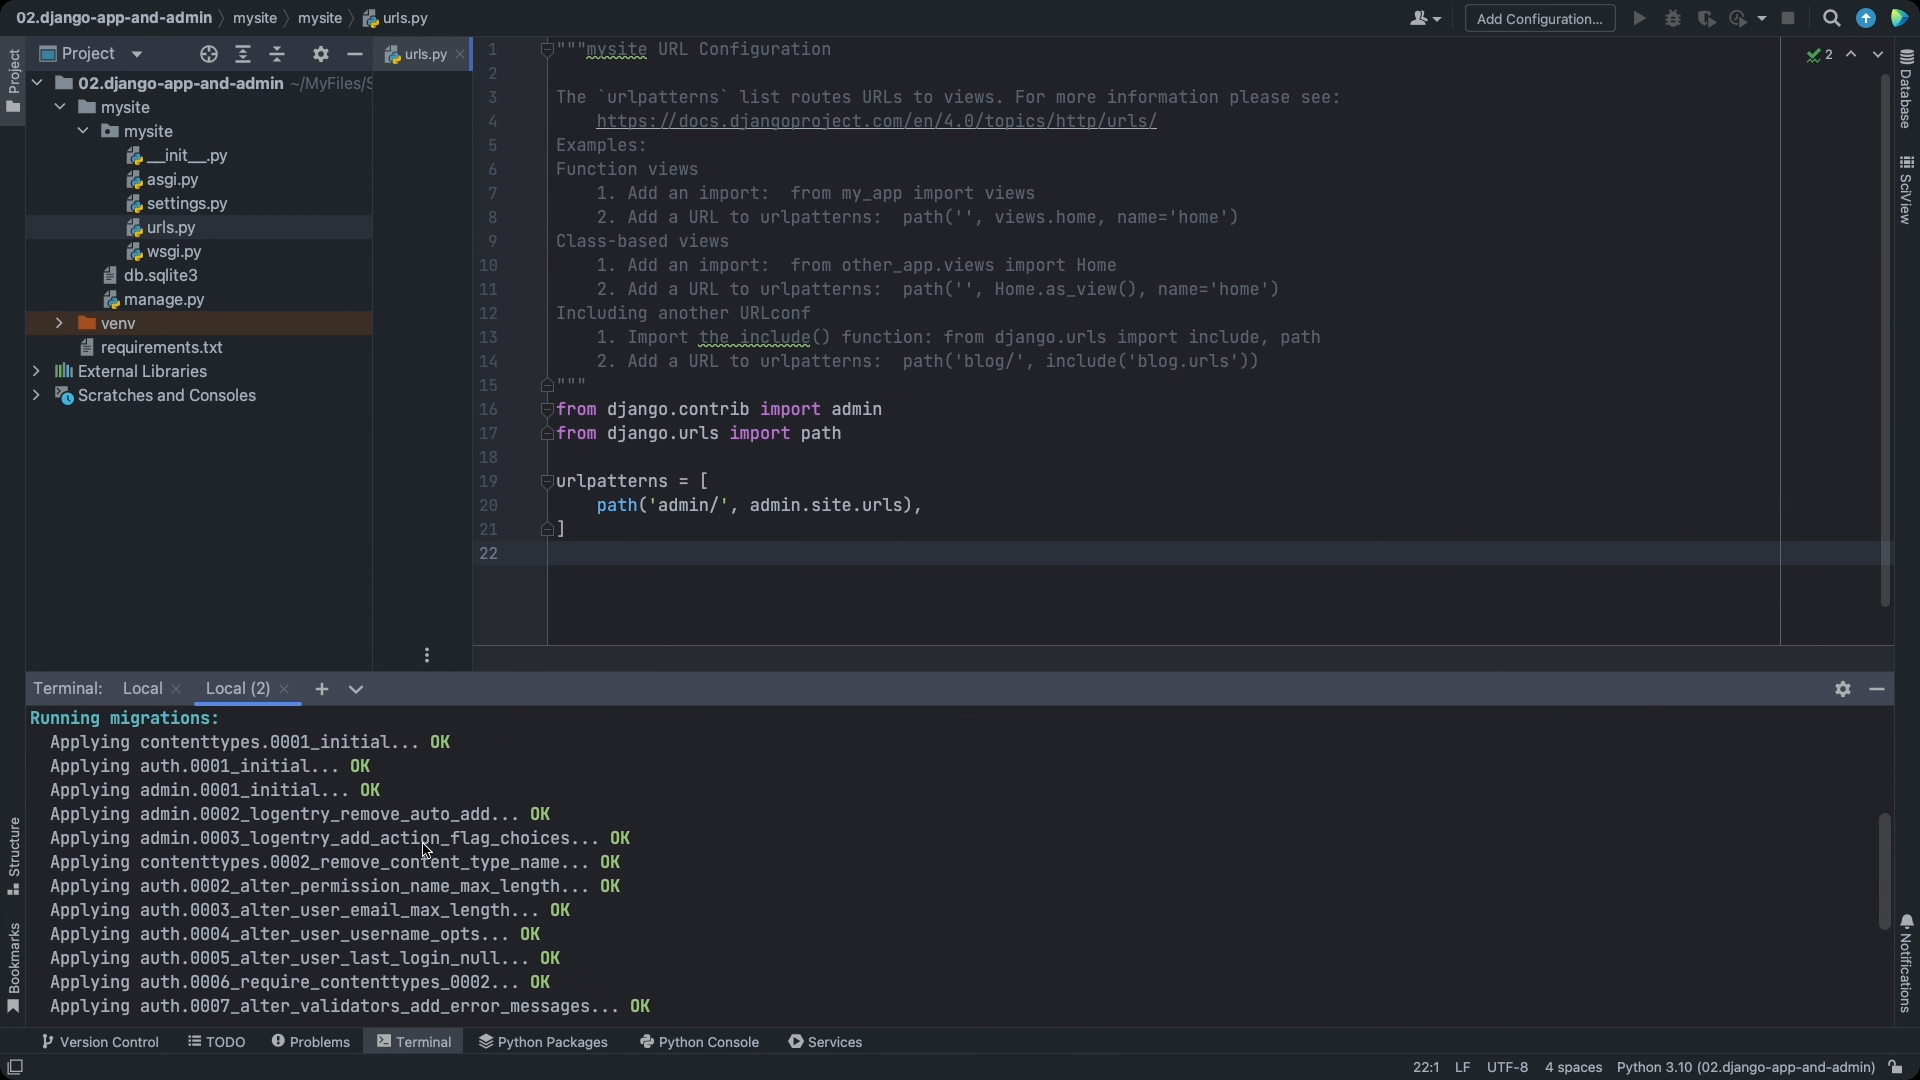 02.django-app-and-admin mysite mysite urls.py
Add Configuration...
Project
urls.py
02.django-app-and-admin ~/MyFiles/S
mysite
mysite
__init__.py
asgi.py
settings.py
urls.py
wsgi.py
db.sqlite3
manage.py
venv
requirements.txt
External Libraries
Scratches and Consoles
Project
Structure
Bookmarks
2
1 """mysite URL Configuration
2
3 The `urlpatterns` list routes URLs to views. For more information please see:
4 https://docs.djangoproject.com/en/4.0/topics/http/urls/
5 Examples:
6 Function views
7 1. Add an import:  from my_app import views
8 2. Add a URL to urlpatterns:  path('', views.home, name='home')
9 Class-based views
10 1. Add an import:  from other_app.views import Home
11 2. Add a URL to urlpatterns:  path('', Home.as_view(), name='home')
12 Including another URLconf
13 1. Import the include() function: from django.urls import include, path
14 2. Add a URL to urlpatterns:  path('blog/', include('blog.urls'))
15 """
16 from django.contrib import admin
17 from django.urls import path
18
19 urlpatterns = [
20 path('admin/', admin.site.urls),
21 ]
22
Database
SciView
Notifications
Terminal: Local Local (2)
Running migrations:
Applying contenttypes.0001_initial... OK
Applying auth.0001_initial... OK
Applying admin.0001_initial... OK
Applying admin.0002_logentry_remove_auto_add... OK
Applying admin.0003_logentry_add_action_flag_choices... OK
Applying contenttypes.0002_remove_content_type_name... OK
Applying auth.0002_alter_permission_name_max_length... OK
Applying auth.0003_alter_user_email_max_length... OK
Applying auth.0004_alter_user_username_opts... OK
Applying auth.0005_alter_user_last_login_null... OK
Applying auth.0006_require_contenttypes_0002... OK
Applying auth.0007_alter_validators_add_error_messages... OK
Version Control TODO Problems Terminal Python Packages Python Console Services
22:1 LF UTF-8 4 spaces Python 3.10 (02.django-app-and-admin)